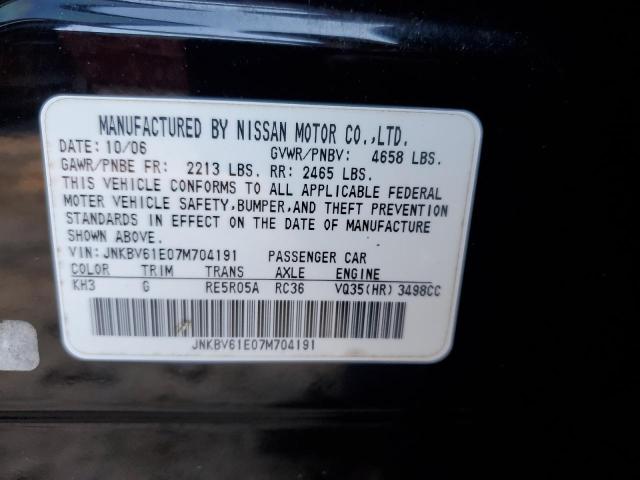 MANUFACTURED BY NISSAN MOTOR CO.,LTD.
DATE: 10/06 GVWR/PNBV: 4658 LBS.
GAWR/PNBE FR: 2213 LBS. RR: 2465 LBS.
THIS VEHICLE CONFORMS TO ALL APPLICABLE FEDERAL
MOTOR VEHICLE SAFETY, BUMPER, AND THEFT PREVENTION
STANDARDS IN EFFECT ON THE DATE OF MANUFACTURE
SHOWN ABOVE.
VIN: JNKBV61E07M704191 PASSENGER CAR
COLOR TRIM TRANS AXLE ENGINE
KH3 G RE5R05A RC36 VQ35(HR) 3498CC
JNKBV61E07M704191